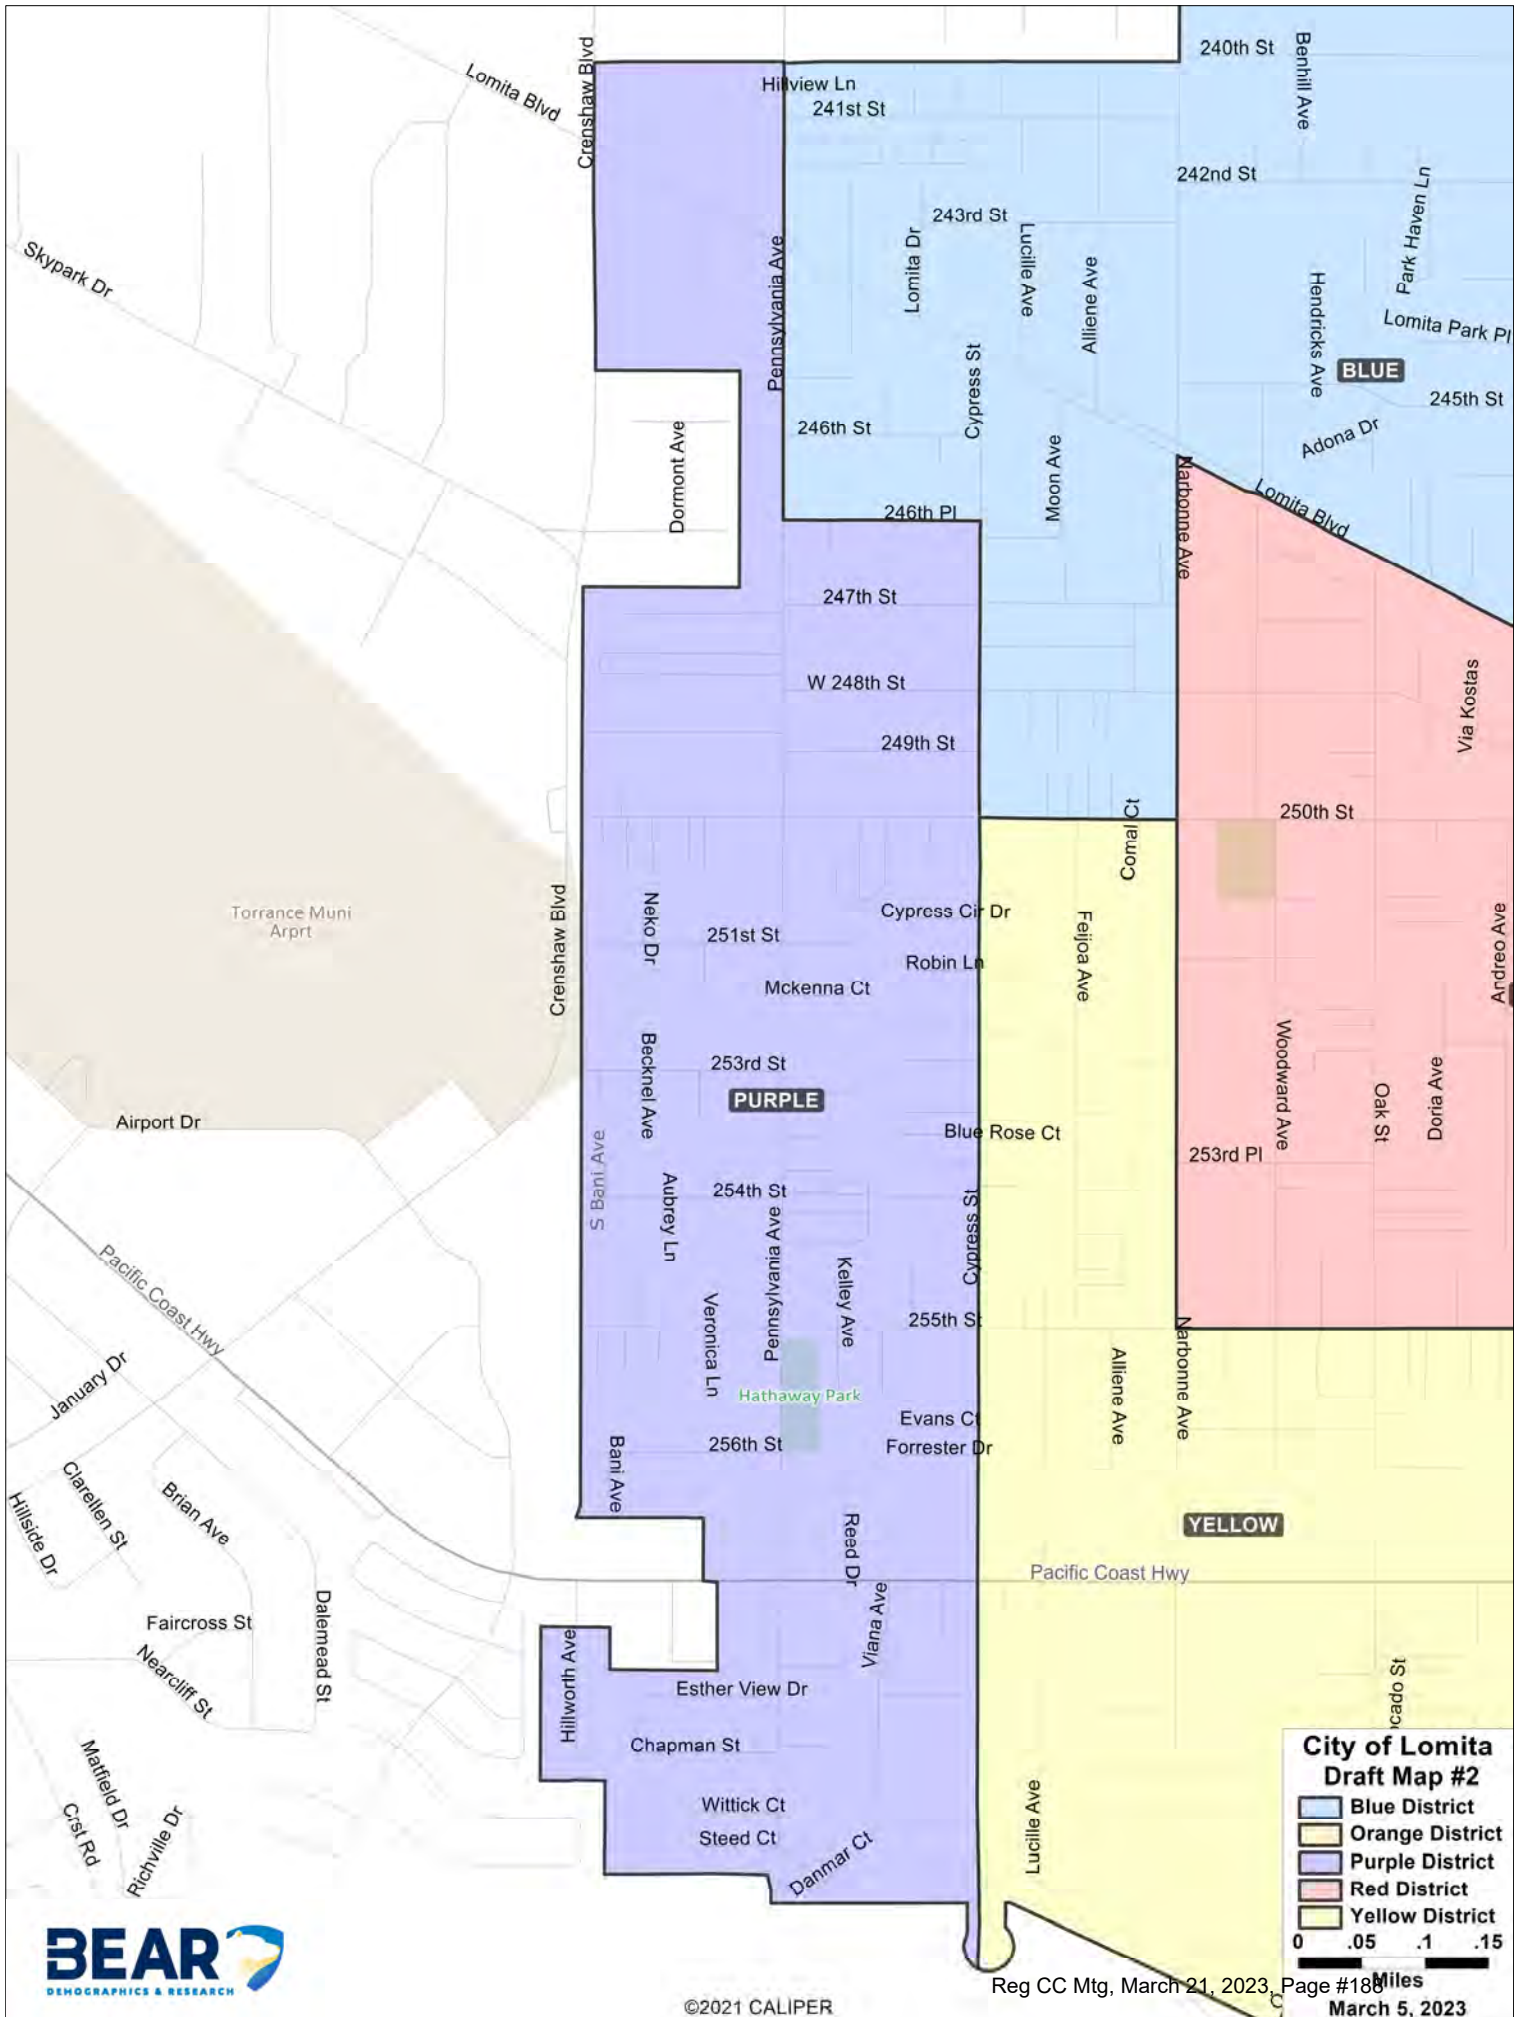 240th St
Benhill Ave
Crenshaw Blvd
Lomita Blvd
Hillview Ln
241st St
242nd St
Park Haven Ln
243rd St
Lomita Dr
Lucille Ave
Alliene Ave
Skypark Dr
Pennsylvania Ave
Hendricks Ave
Lomita Park Pl
BLUE
245th St
Cypress St
246th St
Adona Dr
Dormont Ave
Moon Ave
Narbonne Ave
Lomita Blvd
246th Pl
247th St
W 248th St
Via Kostas
249th St
250th St
Comal Ct
Crenshaw Blvd
Torrance Muni
Arprt
Neko Dr
251st St
Cypress Cir Dr
Feijoa Ave
Andreo Ave
Robin Ln
Mckenna Ct
Becknel Ave
253rd St
PURPLE
Woodward Ave
Oak St
Doria Ave
Airport Dr
S Bani Ave
Blue Rose Ct
253rd Pl
Aubrey Ln
254th St
Cypress St
Pennsylvania Ave
Pacific Coast Hwy
Kelley Ave
255th St
Veronica Ln
Narbonne Ave
Alliene Ave
January Dr
Hathaway Park
Evans Ct
256th St
Forrester Dr
Bani Ave
Clarellen St
Brian Ave
Hillside Dr
Reed Dr
YELLOW
Pacific Coast Hwy
Viana Ave
Faircross St
Dalemead St
Hillworth Ave
Nearcliff St
Esther View Dr
ocado St
Chapman St
Matfield Dr
Wittick Ct
Steed Ct
Crst Rd
Richville Dr
Danmar Ct
Lucille Ave
City of Lomita
Draft Map #2
Blue District
Orange District
Purple District
Red District
Yellow District
0 .05 .1 .15
Miles
March 5, 2023
BEAR
DEMOGRAPHICS & RESEARCH
Reg CC Mtg, March 21, 2023, Page #188
©2021 CALIPER